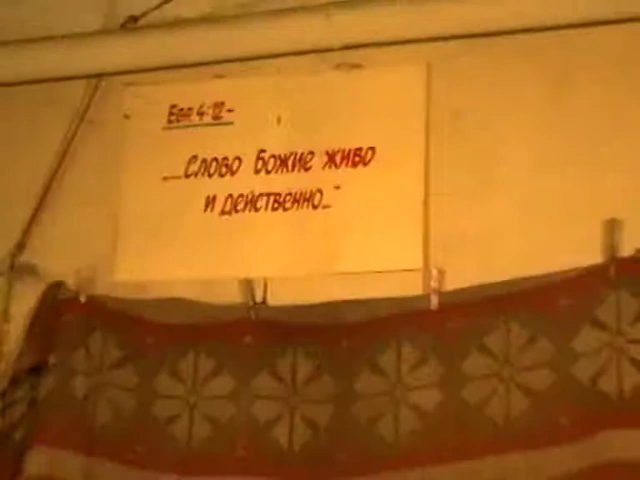 Евр. 4:12-
"...Слово Божие живо
и действенно..."